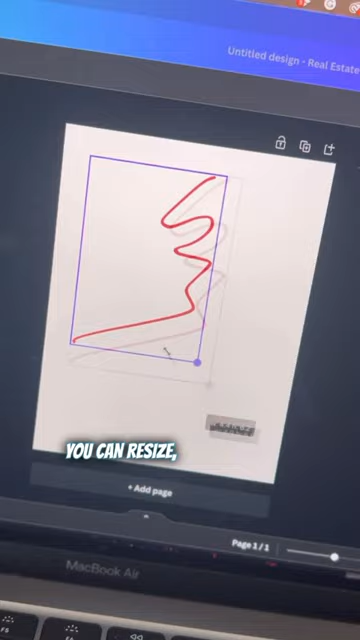 Untitled design - Real Estate
YOU CAN RESIZE,
+ Add page
Page 1/1
MacBook Air